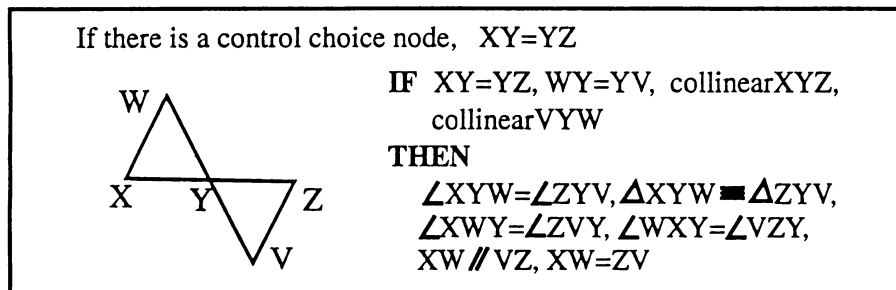 If there is a control choice node, XY=YZ
IF XY=YZ, WY=YV, collinearXYZ,
collinearVYW
THEN
∠XYW=∠ZYV, ΔXYW≡ΔZYV,
∠XWY=∠ZVY, ∠WXY=∠VZY,
XW // VZ, XW=ZV
W
X
Y
Z
V